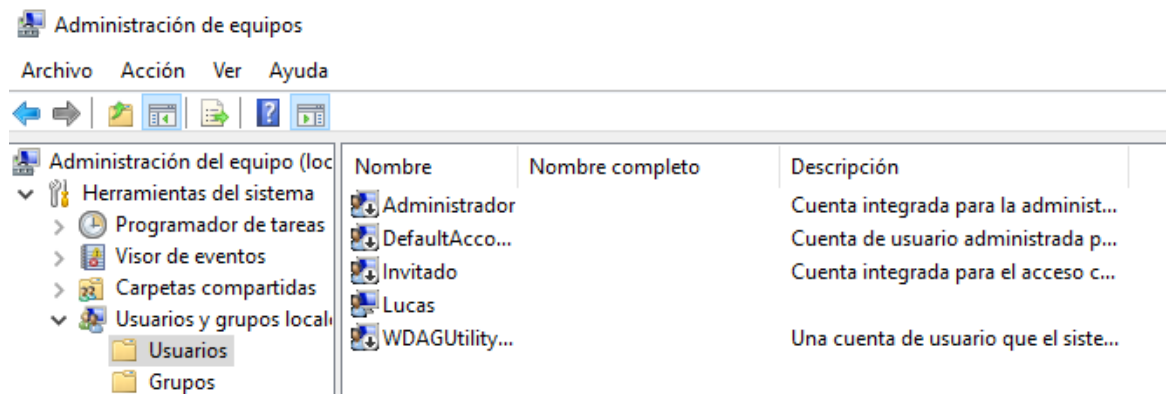 Administración de equipos
Archivo Acción Ver Ayuda
Administración del equipo (loc
Herramientas del sistema
Programador de tareas
Visor de eventos
Carpetas compartidas
Usuarios y grupos local
Usuarios
Grupos
Nombre Nombre completo Descripción
Administrador Cuenta integrada para la administ...
DefaultAcco... Cuenta de usuario administrada p...
Invitado Cuenta integrada para el acceso c...
Lucas
WDAGUtility... Una cuenta de usuario que el siste...